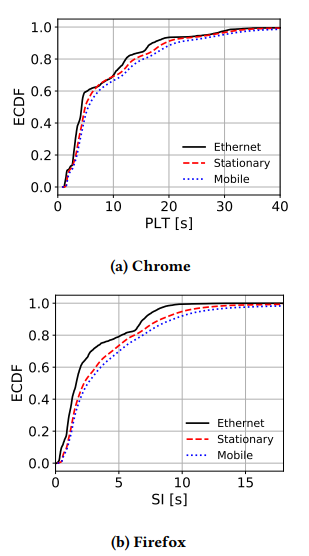 1.0
0.8
0.6
0.4
0.2
0.0
ECDF
Ethernet
Stationary
Mobile
0 10 20 30 40
PLT [s]
(a) Chrome
1.0
0.8
0.6
0.4
0.2
0.0
ECDF
Ethernet
Stationary
Mobile
0 5 10 15
SI [s]
(b) Firefox